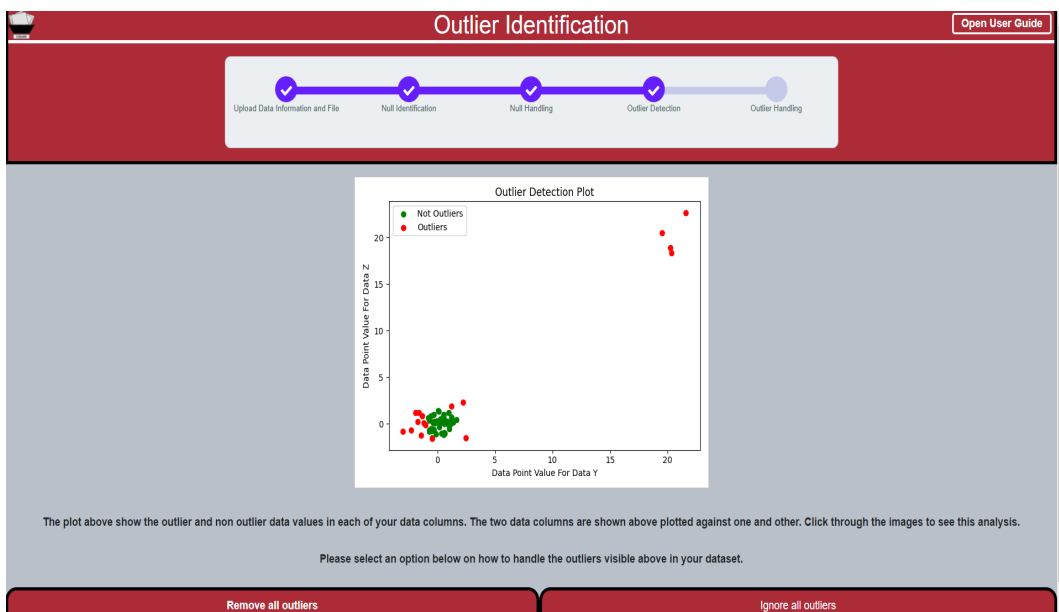 Outlier Identification
Open User Guide
Upload Data Information and File
Null Identification
Null Handling
Outlier Detection
Outlier Handling
Outlier Detection Plot
Not Outliers
Outliers
Data Point Value For Data Z
20
15
10
5
0
0
5
10
15
20
Data Point Value For Data Y
The plot above show the outlier and non outlier data values in each of your data columns. The two data columns are shown above plotted against one and other. Click through the images to see this analysis.
Please select an option below on how to handle the outliers visible above in your dataset.
Remove all outliers
Ignore all outliers